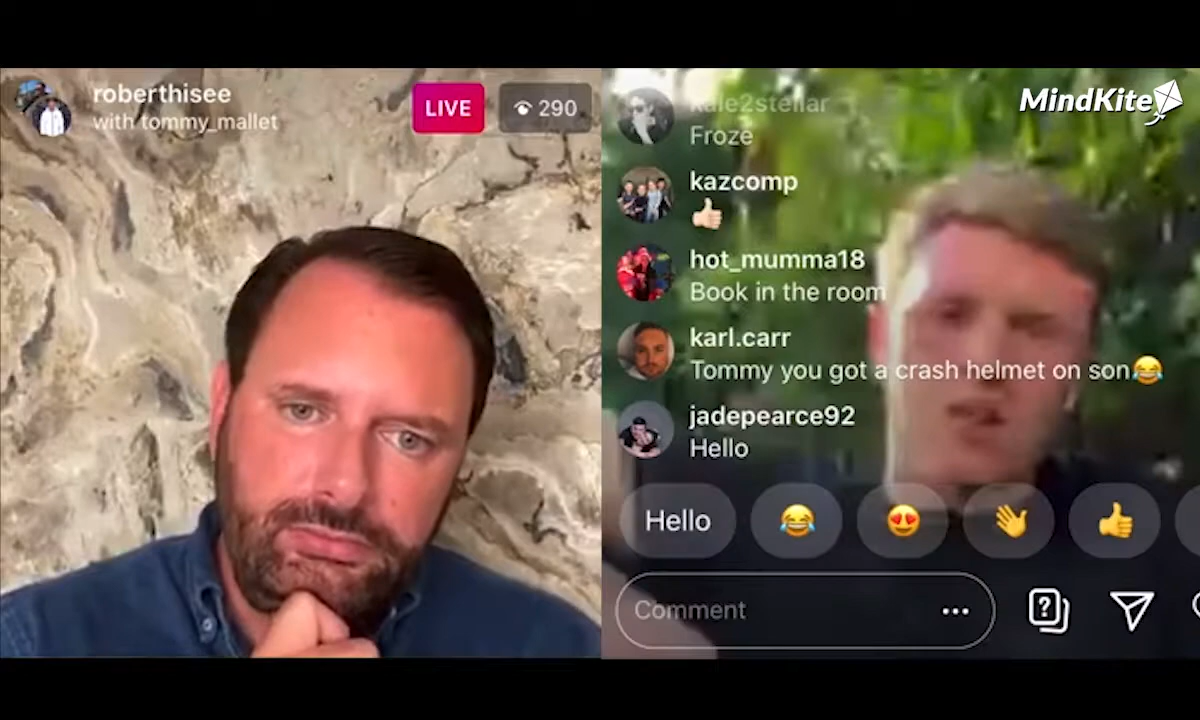 roberthisee
with tommy_mallet
LIVE
290
MindKite
kale2stellar
Froze
kazcomp
👍🏻
hot_mumma18
Book in the room
karl.carr
Tommy you got a crash helmet on son😂
jadepearce92
Hello
Hello 😂 😍 👋 👍
Comment